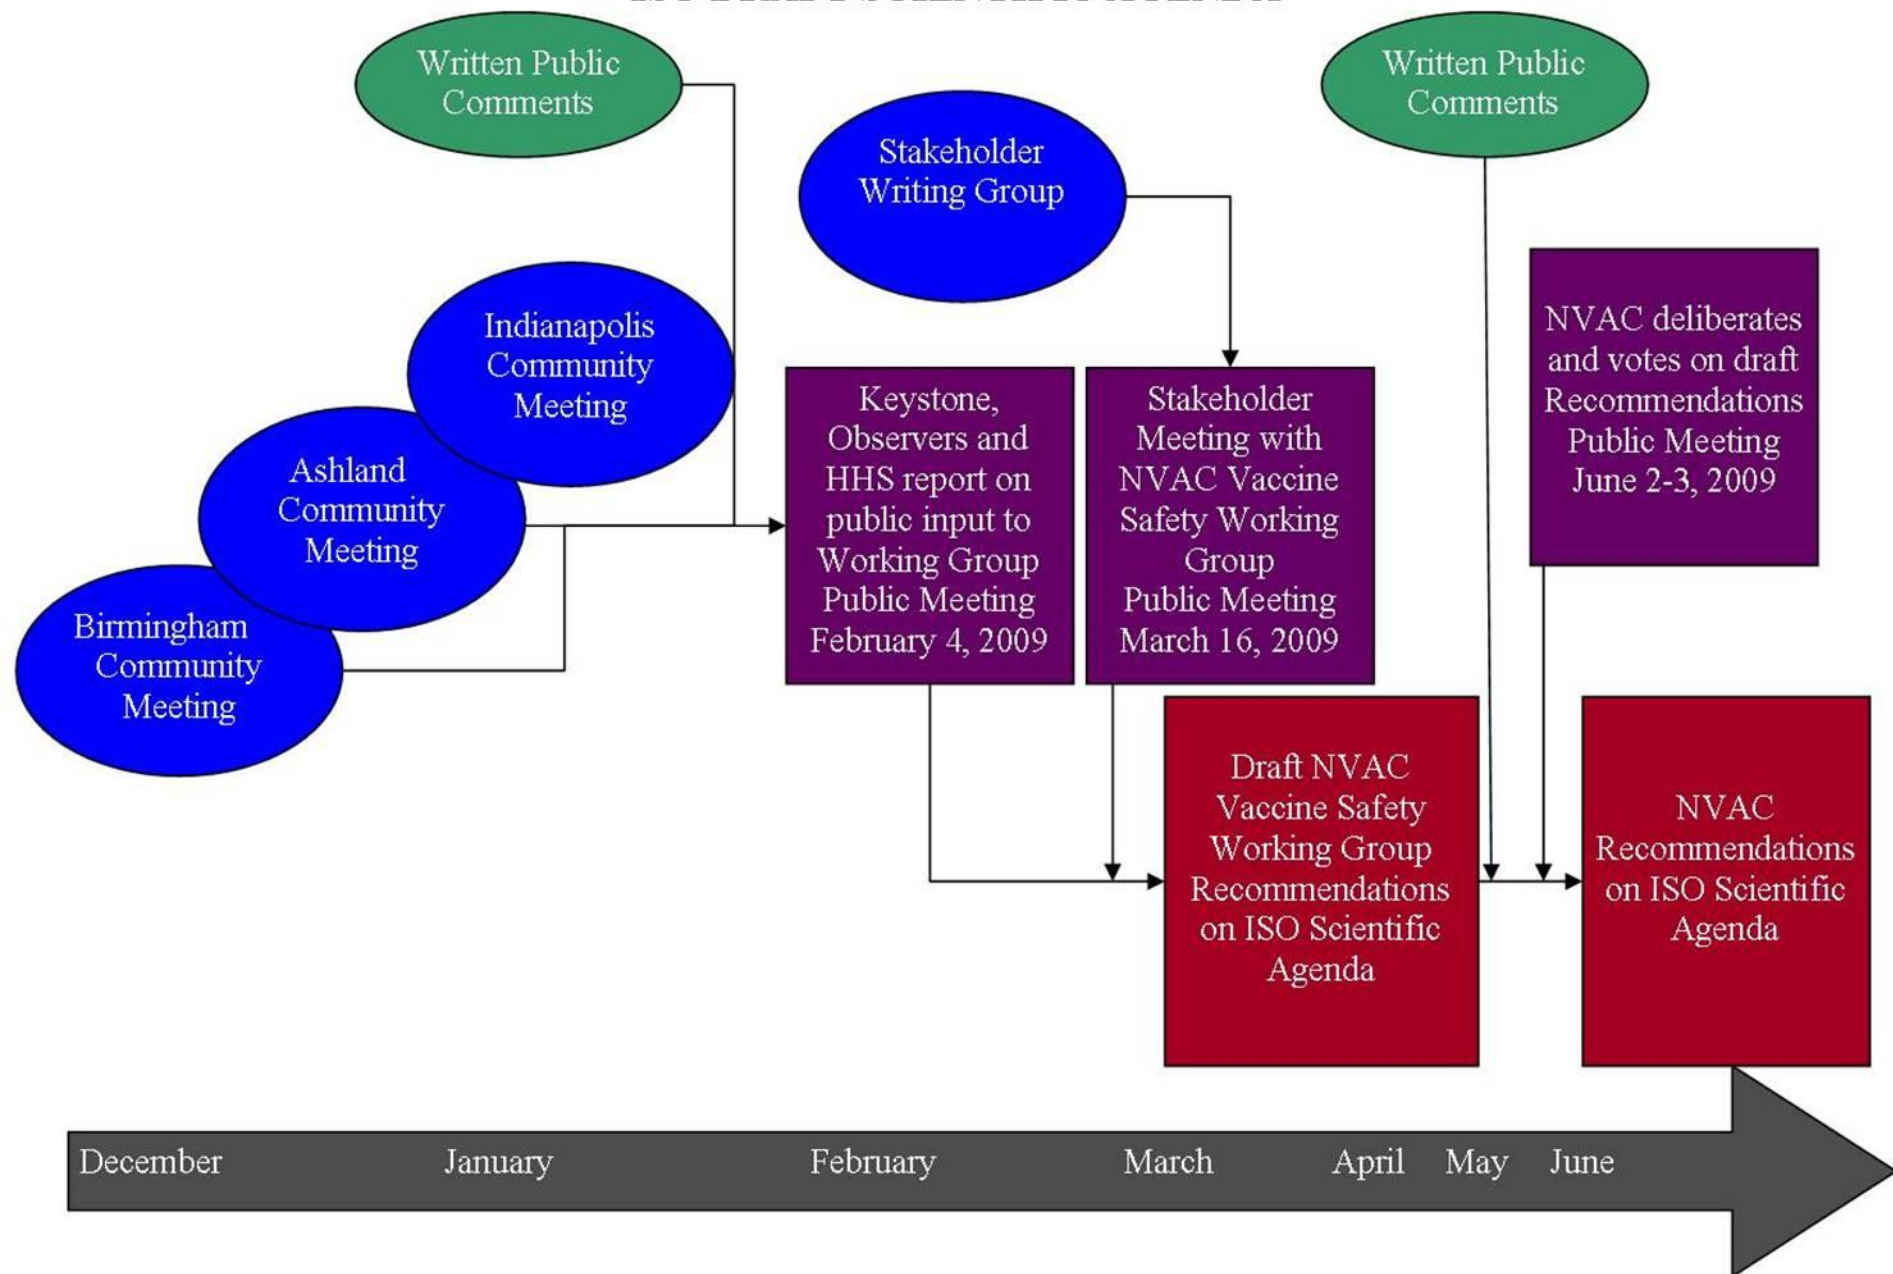 Written Public
Comments
Written Public
Comments
Stakeholder
Writing Group
Indianapolis
Community
Meeting
Ashland
Community
Meeting
Birmingham
Community
Meeting
Keystone,
Observers and
HHS report on
public input to
Working Group
Public Meeting
February 4, 2009
Stakeholder
Meeting with
NVAC Vaccine
Safety Working
Group
Public Meeting
March 16, 2009
NVAC deliberates
and votes on draft
Recommendations
Public Meeting
June 2-3, 2009
Draft NVAC
Vaccine Safety
Working Group
Recommendations
on ISO Scientific
Agenda
NVAC
Recommendations
on ISO Scientific
Agenda
December January February March April May June